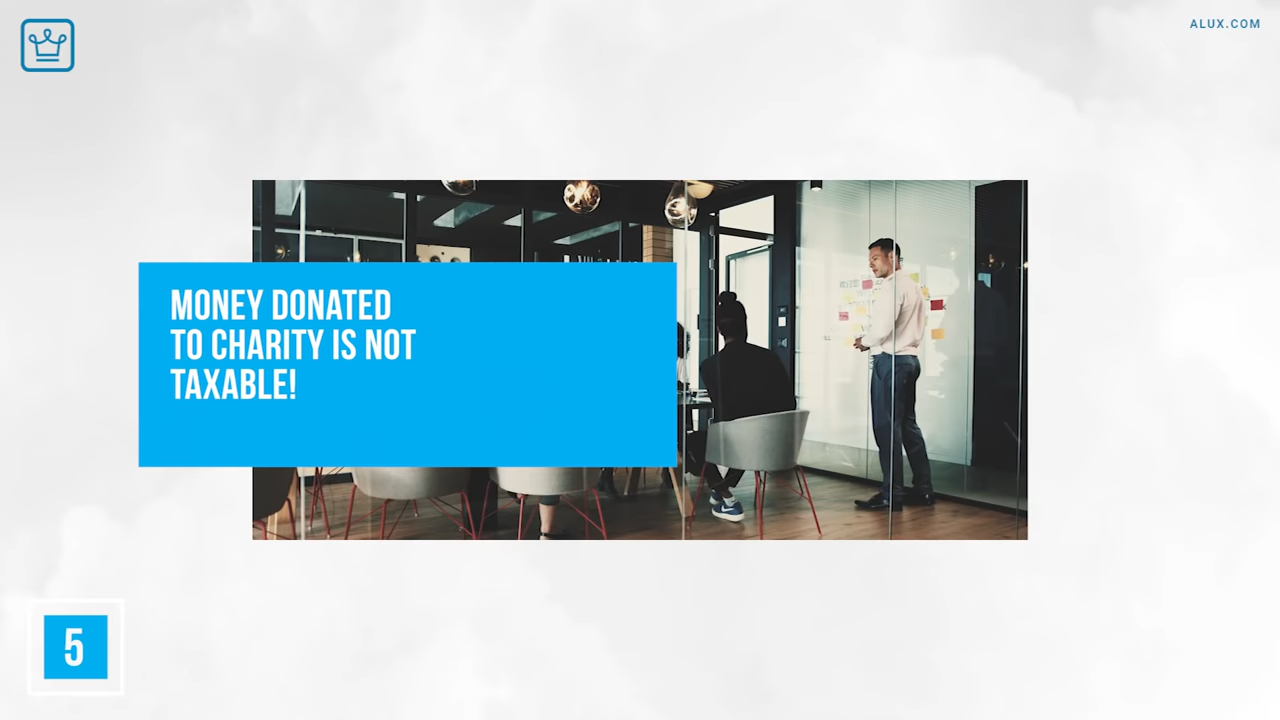 ALUX.COM
MONEY DONATED
TO CHARITY IS NOT
TAXABLE!
5